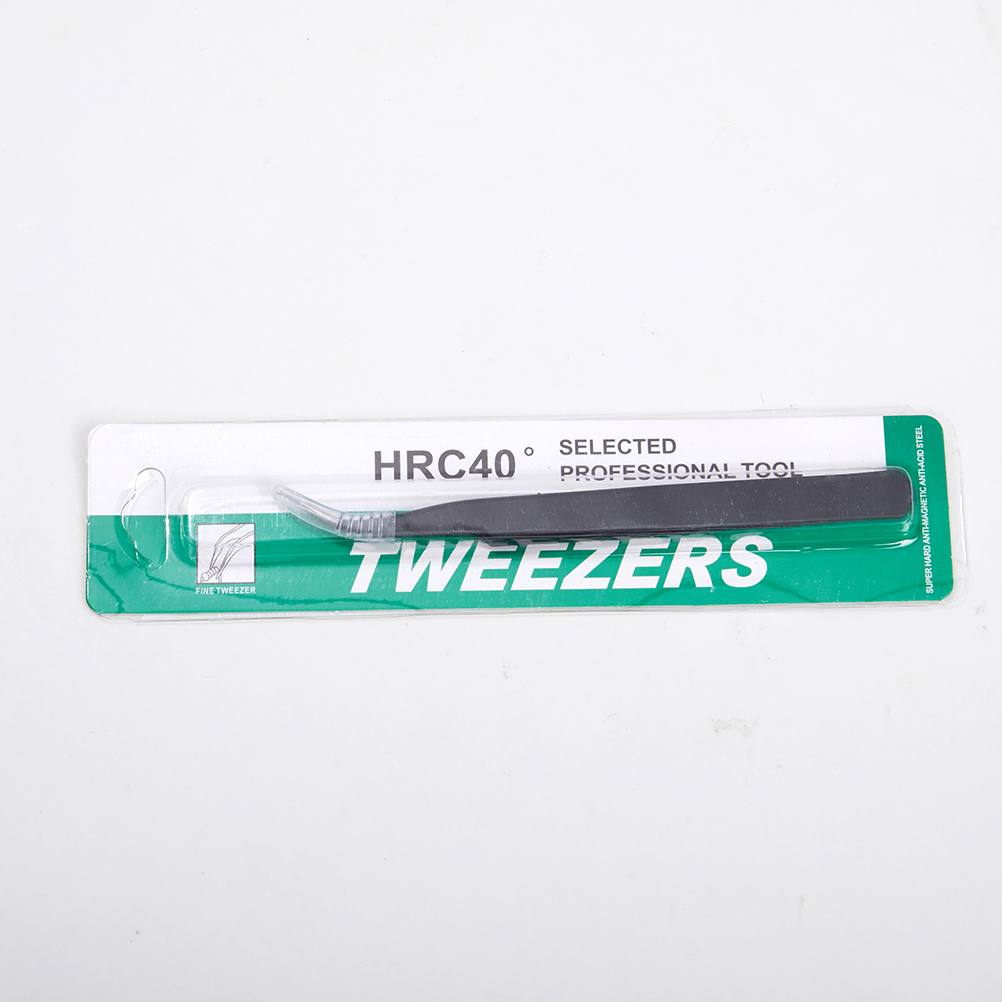 HRC40°
SELECTED
PROFESSIONAL TOOL
TWEEZERS
FINE TWEEZER
SUPER HARD ANTI-MAGNETIC ANTI-ACID STEEL